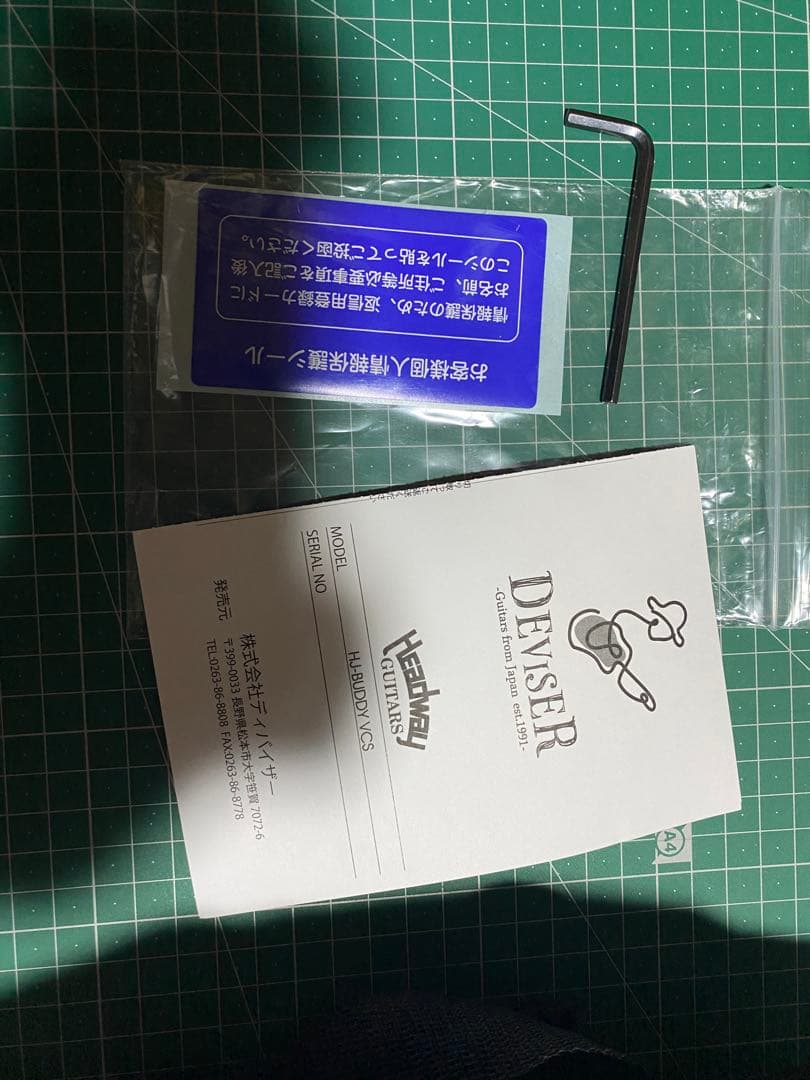 お客様個人情報保護シール
情報保護のため、返信用登録カードに
お名前、ご住所等必要事項をご記入後
このシールを貼ってご投函ください。
DEViSER
-Guitars from Japan est.1991-
Headway
GUITARS
MODEL
HJ-BUDDY VCS
SERIAL NO
発売元
株式会社ディバイザー
〒399-0033 長野県松本市大字笹賀 7072-6
TEL:0263-86-8808 FAX:0263-86-8778
A4